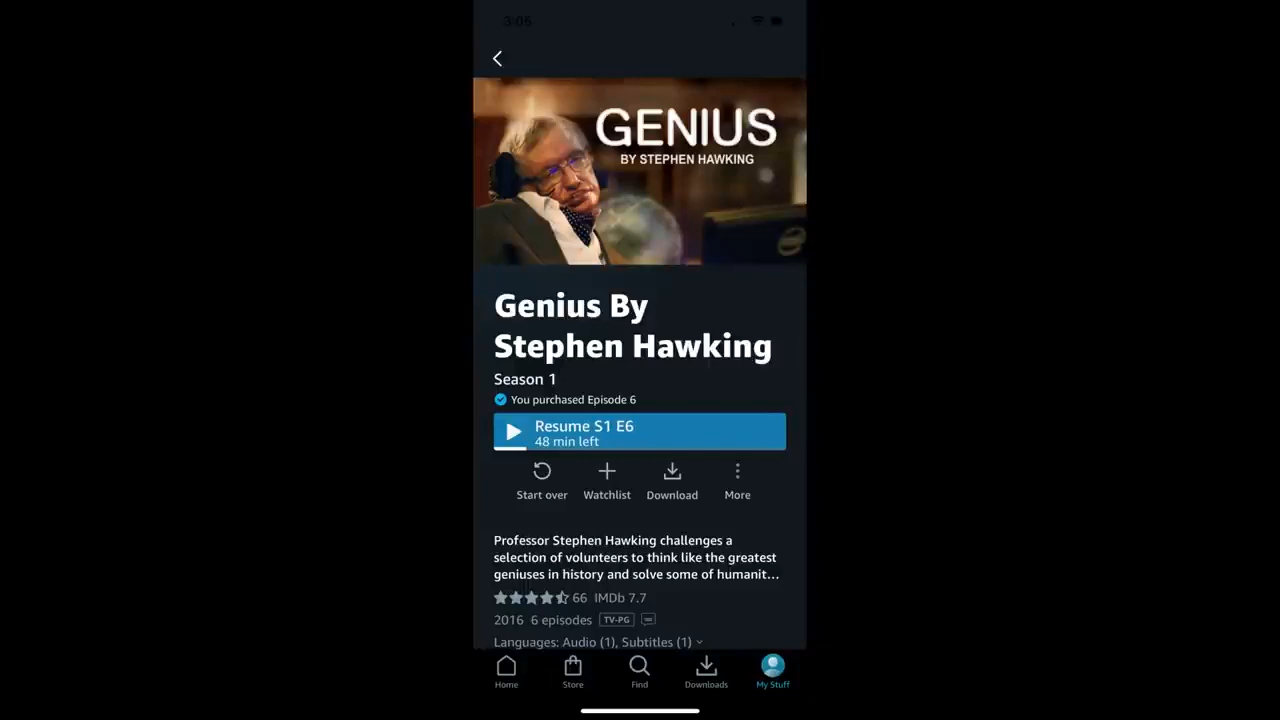 3:05
GENIUS
BY STEPHEN HAWKING
Genius By
Stephen Hawking
Season 1
You purchased Episode 6
Resume S1 E6
48 min left
Start over Watchlist Download More
Professor Stephen Hawking challenges a
selection of volunteers to think like the greatest
geniuses in history and solve some of humanit...
66 IMDb 7.7
2016 6 episodes TV-PG
Languages: Audio (1), Subtitles (1)
Home Store Find Downloads My Stuff